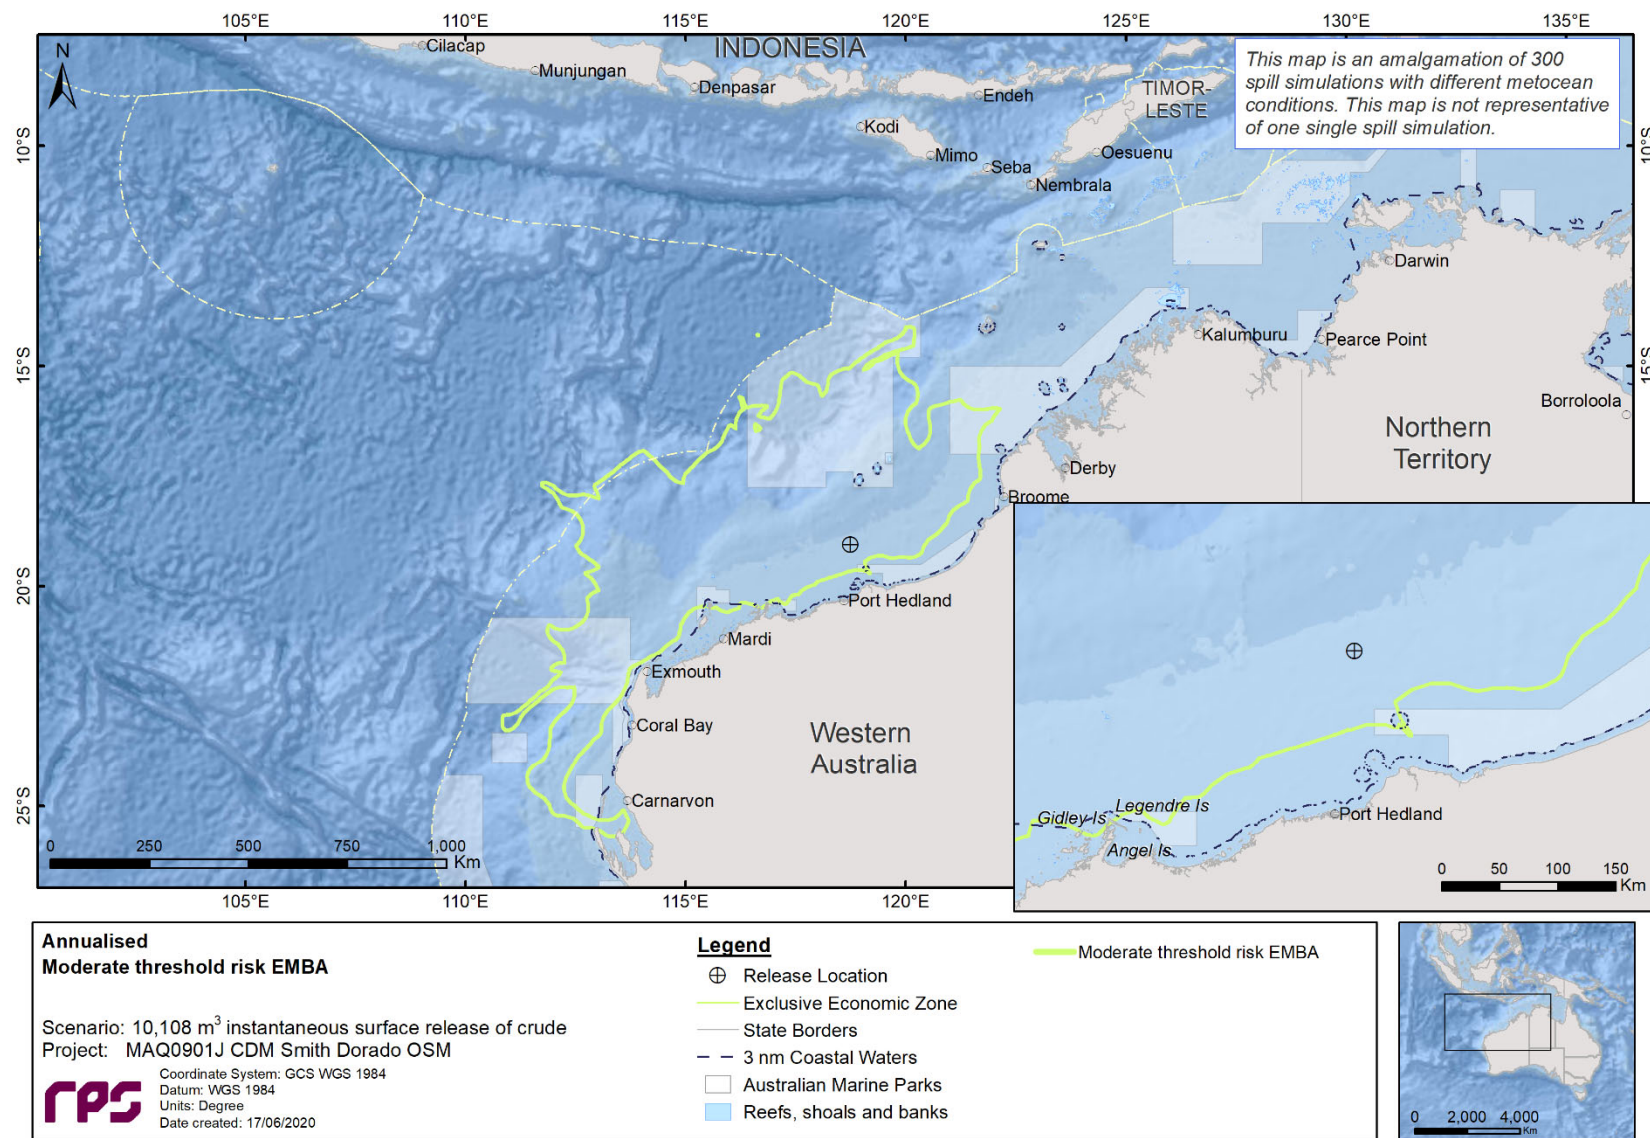 105°E 110°E 115°E 120°E 125°E 130°E 135°E
N
INDONESIA
Cilacap
Munjungan
Denpasar
Endeh
TIMOR-
LESTE
Kodi
Mimo
Seba
Oesuenu
Nembrala
This map is an amalgamation of 300
spill simulations with different metocean
conditions. This map is not representative
of one single spill simulation.
10°S
10°S
Darwin
Kalumburu
Pearce Point
15°S
15°S
Borroloola
Northern
Territory
Derby
Broome
20°S
Port Hedland
Mardi
Exmouth
Coral Bay
Western
Australia
Carnarvon
25°S
0 250 500 750 1,000
Km
105°E 110°E 115°E 120°E
Gidley Is
Legendre Is
Angel Is
Port Hedland
0 50 100 150
Km
Annualised
Moderate threshold risk EMBA
Scenario: 10,108 m³ instantaneous surface release of crude
Project: MAQ0901J CDM Smith Dorado OSM
rps
Coordinate System: GCS WGS 1984
Datum: WGS 1984
Units: Degree
Date created: 17/06/2020
Legend
Release Location
Exclusive Economic Zone
State Borders
3 nm Coastal Waters
Australian Marine Parks
Reefs, shoals and banks
Moderate threshold risk EMBA
0 2,000 4,000
Km